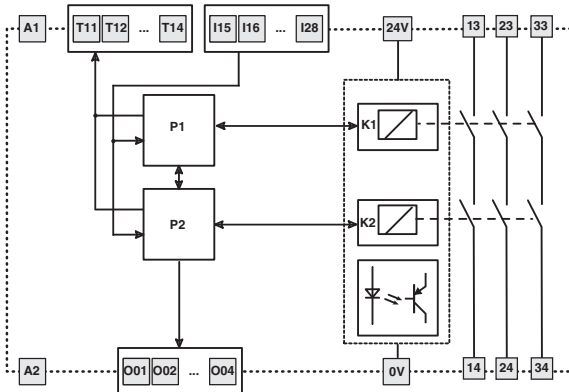 A1 T11 T12 ... T14 I15 I16 ... I28 24V 13 23 33
P1 K1
P2 K2
A2 O01 O02 ... O04 0V 14 24 34